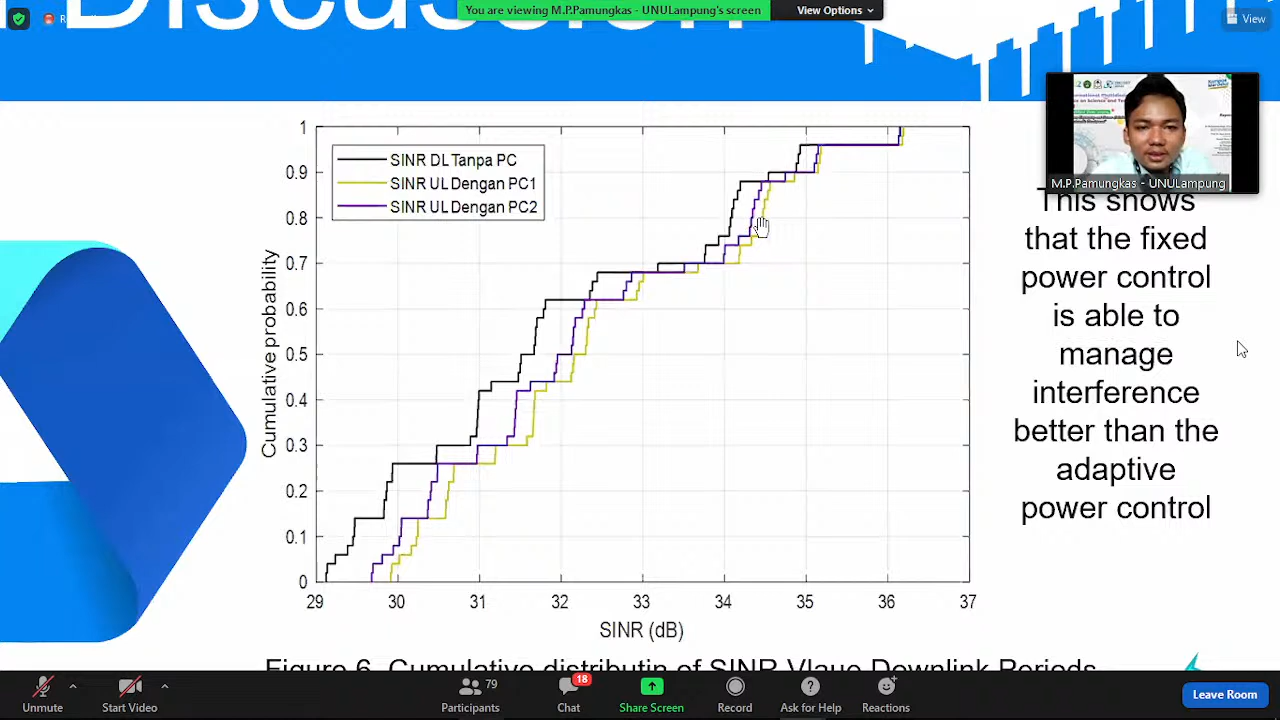 Discussion
You are viewing M.P.Pamungkas - UNULampung's screen
View Options
View
M.P.Pamungkas - UNULampung
This shows
that the fixed
power control
is able to
manage
interference
better than the
adaptive
power control
SINR DL Tanpa PC
SINR UL Dengan PC1
SINR UL Dengan PC2
Cumulative probability
1
0.9
0.8
0.7
0.6
0.5
0.4
0.3
0.2
0.1
0
29 30 31 32 33 34 35 36 37
SINR (dB)
Figure 6. Cumulative distributin of SINR Vlaue Downlink Periods
Unmute
Start Video
Participants
79
Chat
18
Share Screen
Record
Ask for Help
Reactions
Leave Room